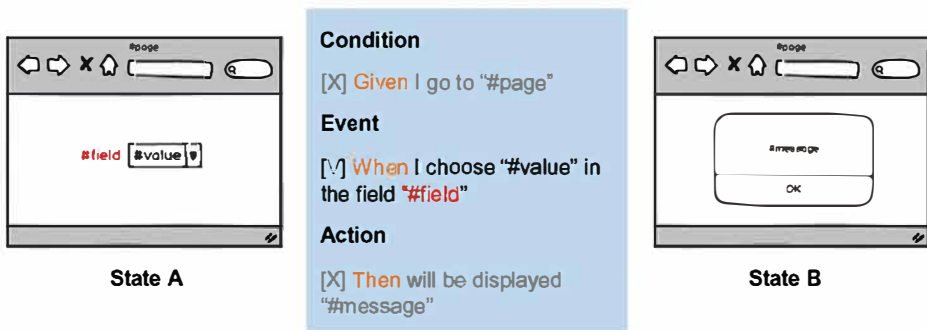 #page
#field #value
State A
Condition
[X] Given I go to "#page"
Event
[V] When I choose "#value" in
the field "#field"
Action
[X] Then will be displayed
"#message"
#page
#message
OK
State B